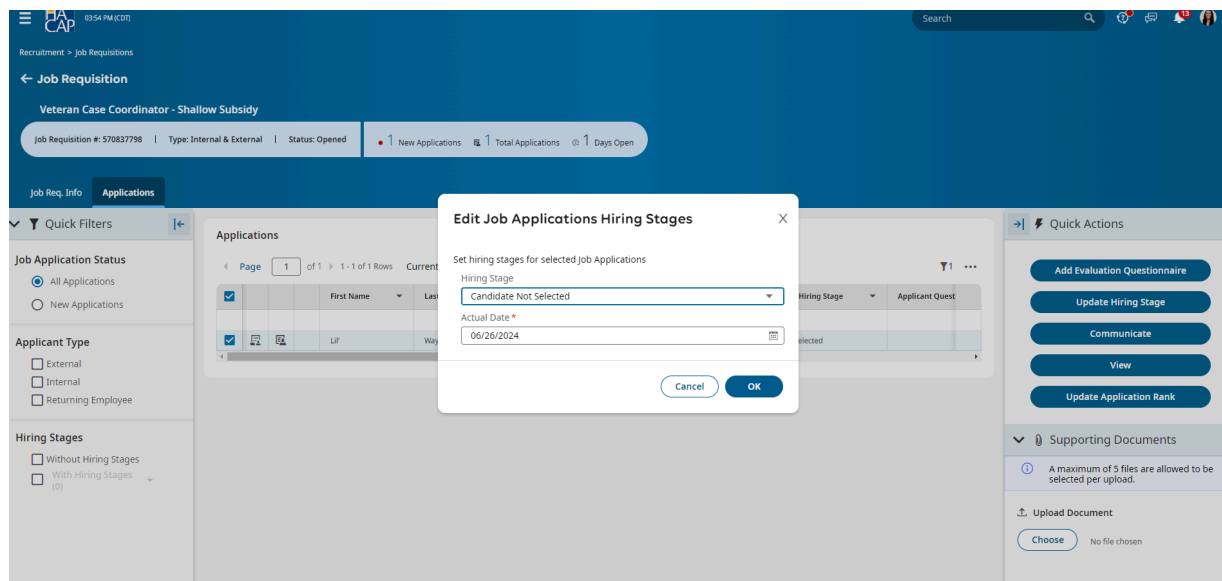 HA
CAP
03:54 PM (CDT)
Search
13
Recruitment > Job Requisitions
← Job Requisition
Veteran Case Coordinator - Shallow Subsidy
Job Requisition #: 570837798 | Type: Internal & External | Status: Opened
1 New Applications 1 Total Applications 1 Days Open
Job Req. Info Applications
Quick Filters
Job Application Status
All Applications
New Applications
Applicant Type
External
Internal
Returning Employee
Hiring Stages
Without Hiring Stages
With Hiring Stages
(0)
Applications
Page 1 of 1 1 - 1 of 1 Rows Current
1 ...
First Name Las Hiring Stage Applicant Quest
Lil' Way elected
Edit Job Applications Hiring Stages X
Set hiring stages for selected Job Applications
Hiring Stage
Candidate Not Selected
Actual Date *
06/26/2024
Cancel OK
Quick Actions
Add Evaluation Questionnaire
Update Hiring Stage
Communicate
View
Update Application Rank
Supporting Documents
A maximum of 5 files are allowed to be
selected per upload.
Upload Document
Choose No file chosen